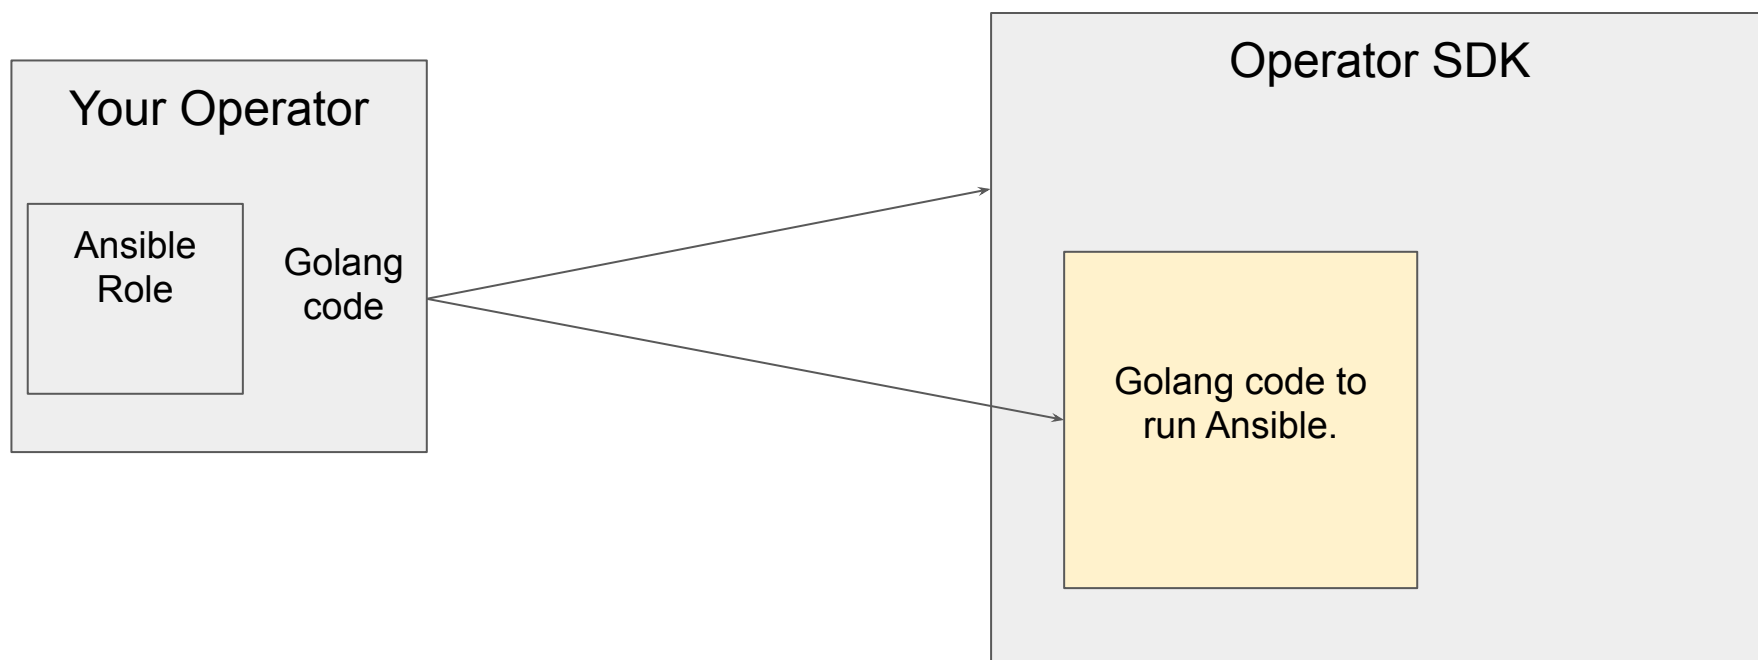 Your Operator
Ansible
Role
Golang
code
Operator SDK
Golang code to
run Ansible.